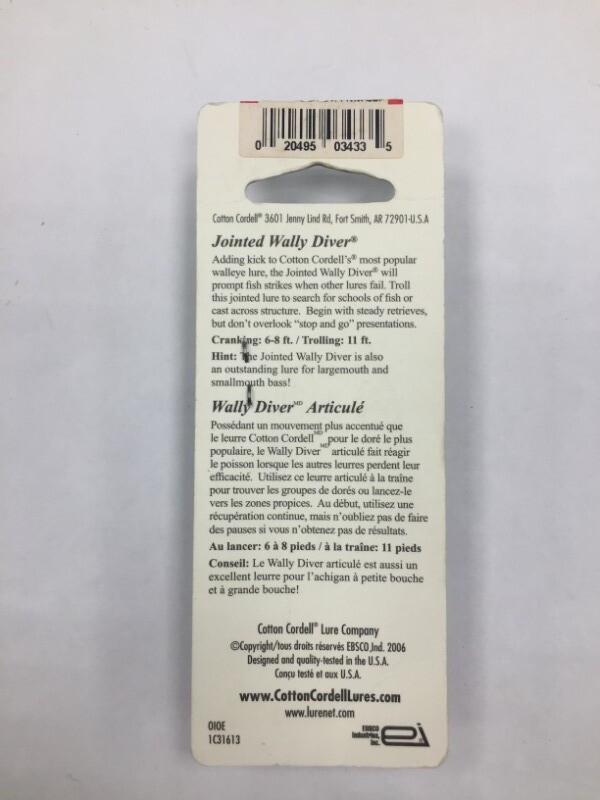 0 20495 03433 5
Cotton Cordell® 3601 Jenny Lind Rd, Fort Smith, AR 72901-U.S.A
Jointed Wally Diver®
Adding kick to Cotton Cordell's® most popular
walleye lure, the Jointed Wally Diver® will
prompt fish strikes when other lures fail. Troll
this jointed lure to search for schools of fish or
cast across structure. Begin with steady retrieves,
but don't overlook “stop and go” presentations.
Cranking: 6-8 ft. / Trolling: 11 ft.
Hint: The Jointed Wally Diver is also
an outstanding lure for largemouth and
smallmouth bass!
Wally Diver MD Articulé
Possédant un mouvement plus accentué que
le leurre Cotton Cordell MD pour le doré le plus
populaire, le Wally Diver MD articulé fait réagir
le poisson lorsque les autres leurres perdent leur
efficacité. Utilisez ce leurre articulé à la traîne
pour trouver les groupes de dorés ou lancez-le
vers les zones propices. Au début, utilisez une
récupération continue, mais n'oubliez pas de faire
des pauses si vous n'obtenez pas de résultats.
Au lancer: 6 à 8 pieds / à la traîne: 11 pieds
Conseil: Le Wally Diver articulé est aussi un
excellent leurre pour l'achigan à petite bouche
et à grande bouche!
Cotton Cordell® Lure Company
©Copyright/tous droits réservés EBSCO,Ind. 2006
Designed and quality-tested in the U.S.A.
Conçu testé et aux U.S.A.
www.CottonCordellLures.com
www.lurenet.com
OIOE
1C31613
EBSCO
Industries,
Inc.
ei